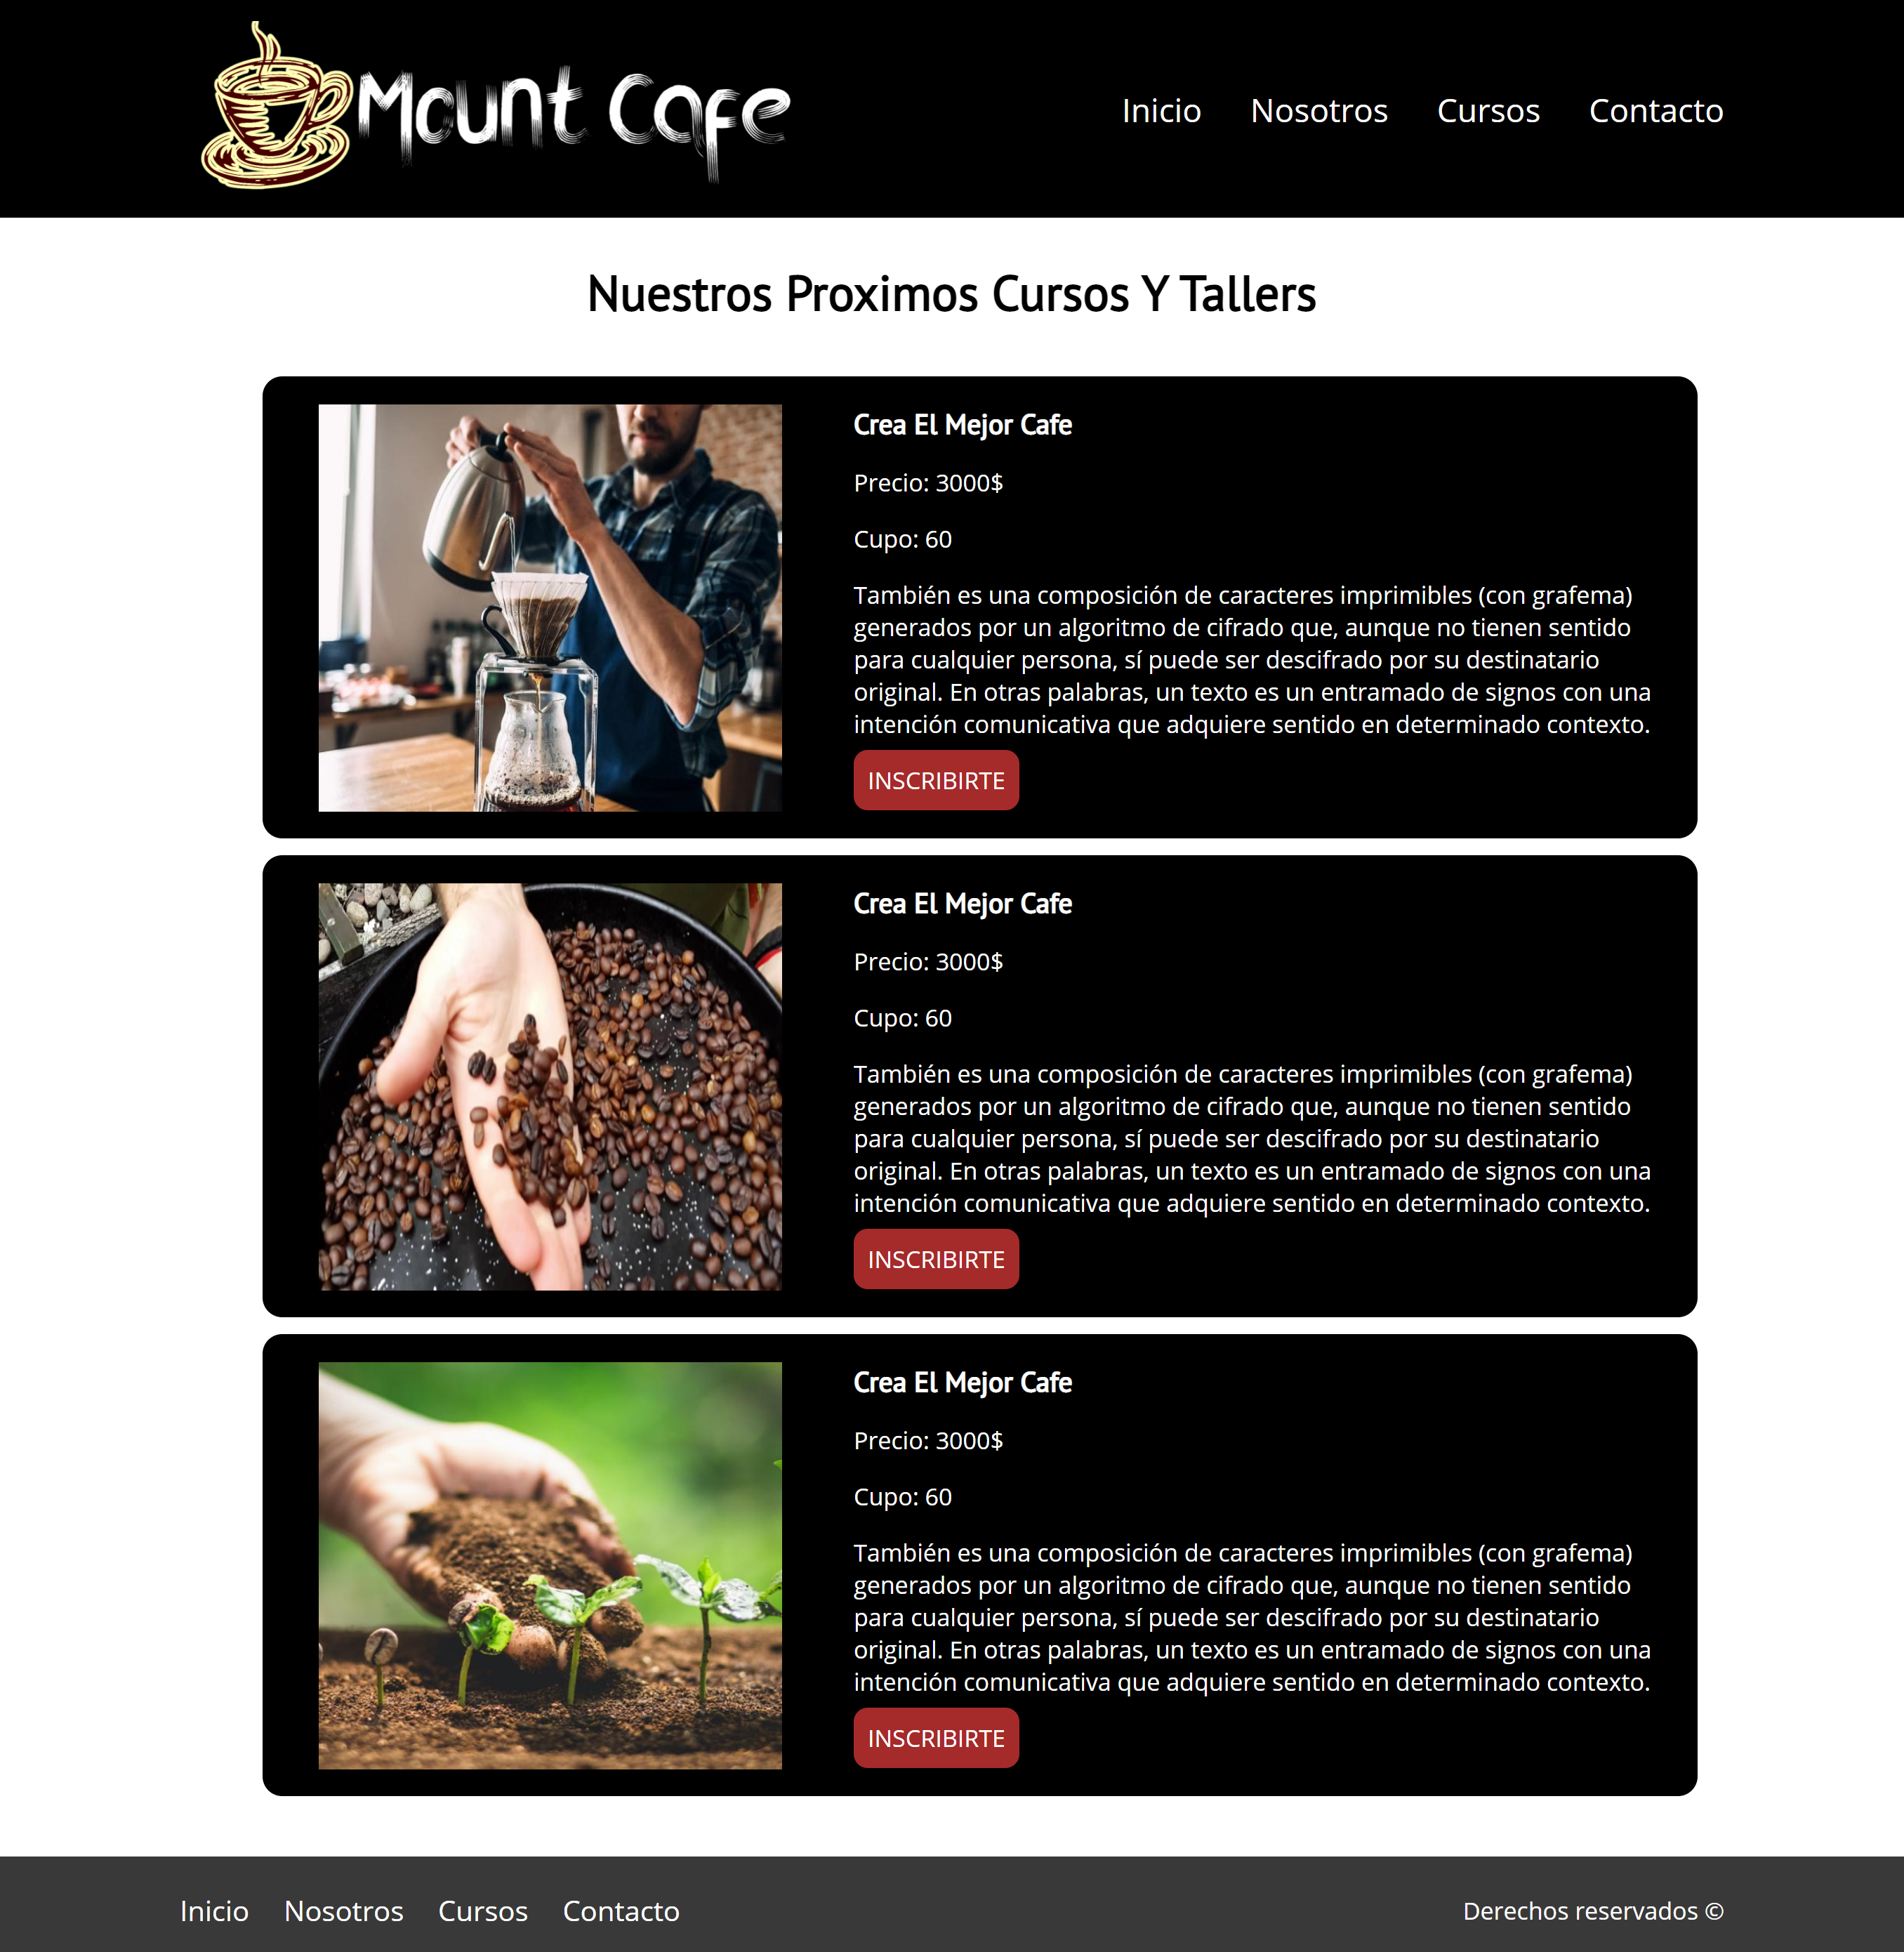 Mount Cafe
Inicio Nosotros Cursos Contacto
Nuestros Proximos Cursos Y Tallers
Crea El Mejor Cafe
Precio: 3000$
Cupo: 60
También es una composición de caracteres imprimibles (con grafema)
generados por un algoritmo de cifrado que, aunque no tienen sentido
para cualquier persona, sí puede ser descifrado por su destinatario
original. En otras palabras, un texto es un entramado de signos con una
intención comunicativa que adquiere sentido en determinado contexto.
INSCRIBIRTE
Crea El Mejor Cafe
Precio: 3000$
Cupo: 60
También es una composición de caracteres imprimibles (con grafema)
generados por un algoritmo de cifrado que, aunque no tienen sentido
para cualquier persona, sí puede ser descifrado por su destinatario
original. En otras palabras, un texto es un entramado de signos con una
intención comunicativa que adquiere sentido en determinado contexto.
INSCRIBIRTE
Crea El Mejor Cafe
Precio: 3000$
Cupo: 60
También es una composición de caracteres imprimibles (con grafema)
generados por un algoritmo de cifrado que, aunque no tienen sentido
para cualquier persona, sí puede ser descifrado por su destinatario
original. En otras palabras, un texto es un entramado de signos con una
intención comunicativa que adquiere sentido en determinado contexto.
INSCRIBIRTE
Inicio Nosotros Cursos Contacto
Derechos reservados ©